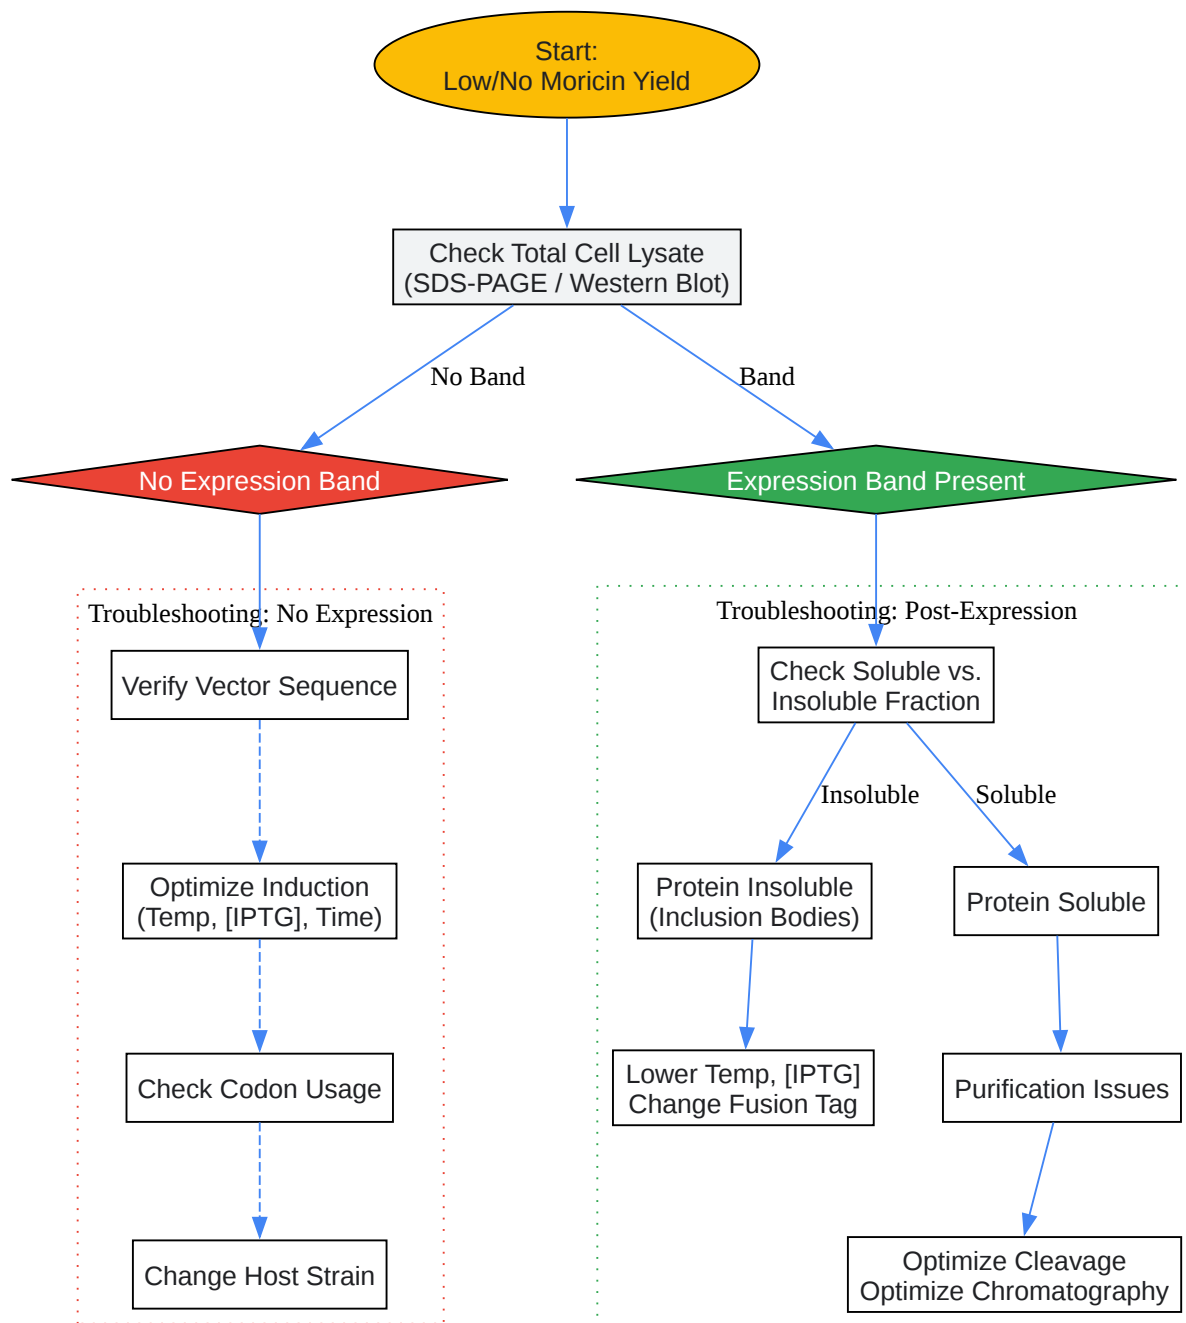 Start:
Low/No Moricin Yield
Check Total Cell Lysate
(SDS-PAGE / Western Blot)
No Band
Band
No Expression Band
Expression Band Present
Troubleshooting: No Expression
Verify Vector Sequence
Optimize Induction
(Temp, [IPTG], Time)
Check Codon Usage
Change Host Strain
Troubleshooting: Post-Expression
Check Soluble vs.
Insoluble Fraction
Insoluble
Soluble
Protein Insoluble
(Inclusion Bodies)
Protein Soluble
Lower Temp, [IPTG]
Change Fusion Tag
Purification Issues
Optimize Cleavage
Optimize Chromatography